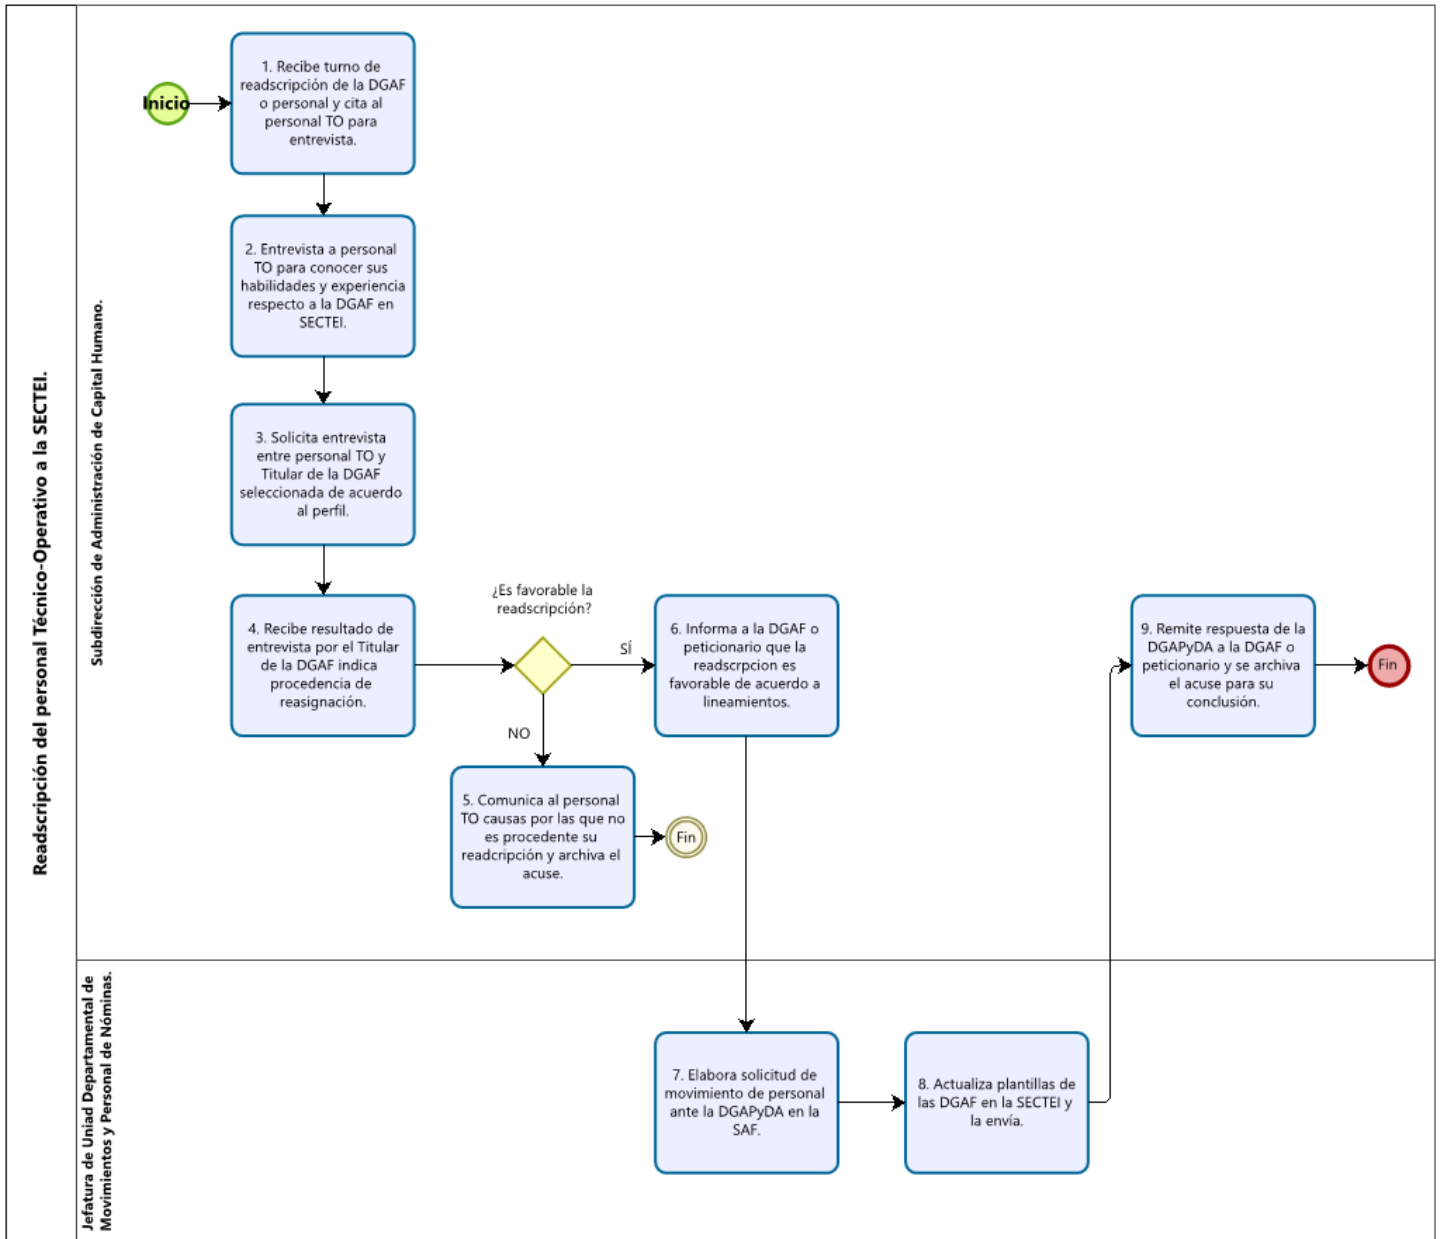 Readscripción del personal Técnico-Operativo a la SECTEI.
Subdirección de Administración de Capital Humano.
Inicio
1. Recibe turno de
readscripción de la DGAF
o personal y cita al
personal TO para
entrevista.
2. Entrevista a personal
TO para conocer sus
habilidades y experiencia
respecto a la DGAF en
SECTEI.
3. Solicita entrevista
entre personal TO y
Titular de la DGAF
seleccionada de acuerdo
al perfil.
4. Recibe resultado de
entrevista por el Titular
de la DGAF indica
procedencia de
reasignación.
¿Es favorable la
readscripción?
SÍ
NO
5. Comunica al personal
TO causas por las que no
es procedente su
readcripción y archiva el
acuse.
Fin
6. Informa a la DGAF o
peticionario que la
readscrpcion es
favorable de acuerdo a
lineamientos.
9. Remite respuesta de la
DGAPyDA a la DGAF o
peticionario y se archiva
el acuse para su
conclusión.
Fin
Jefatura de Uniad Departamental de
Movimientos y Personal de Nóminas.
7. Elabora solicitud de
movimiento de personal
ante la DGAPyDA en la
SAF.
8. Actualiza plantillas de
las DGAF en la SECTEI y
la envía.